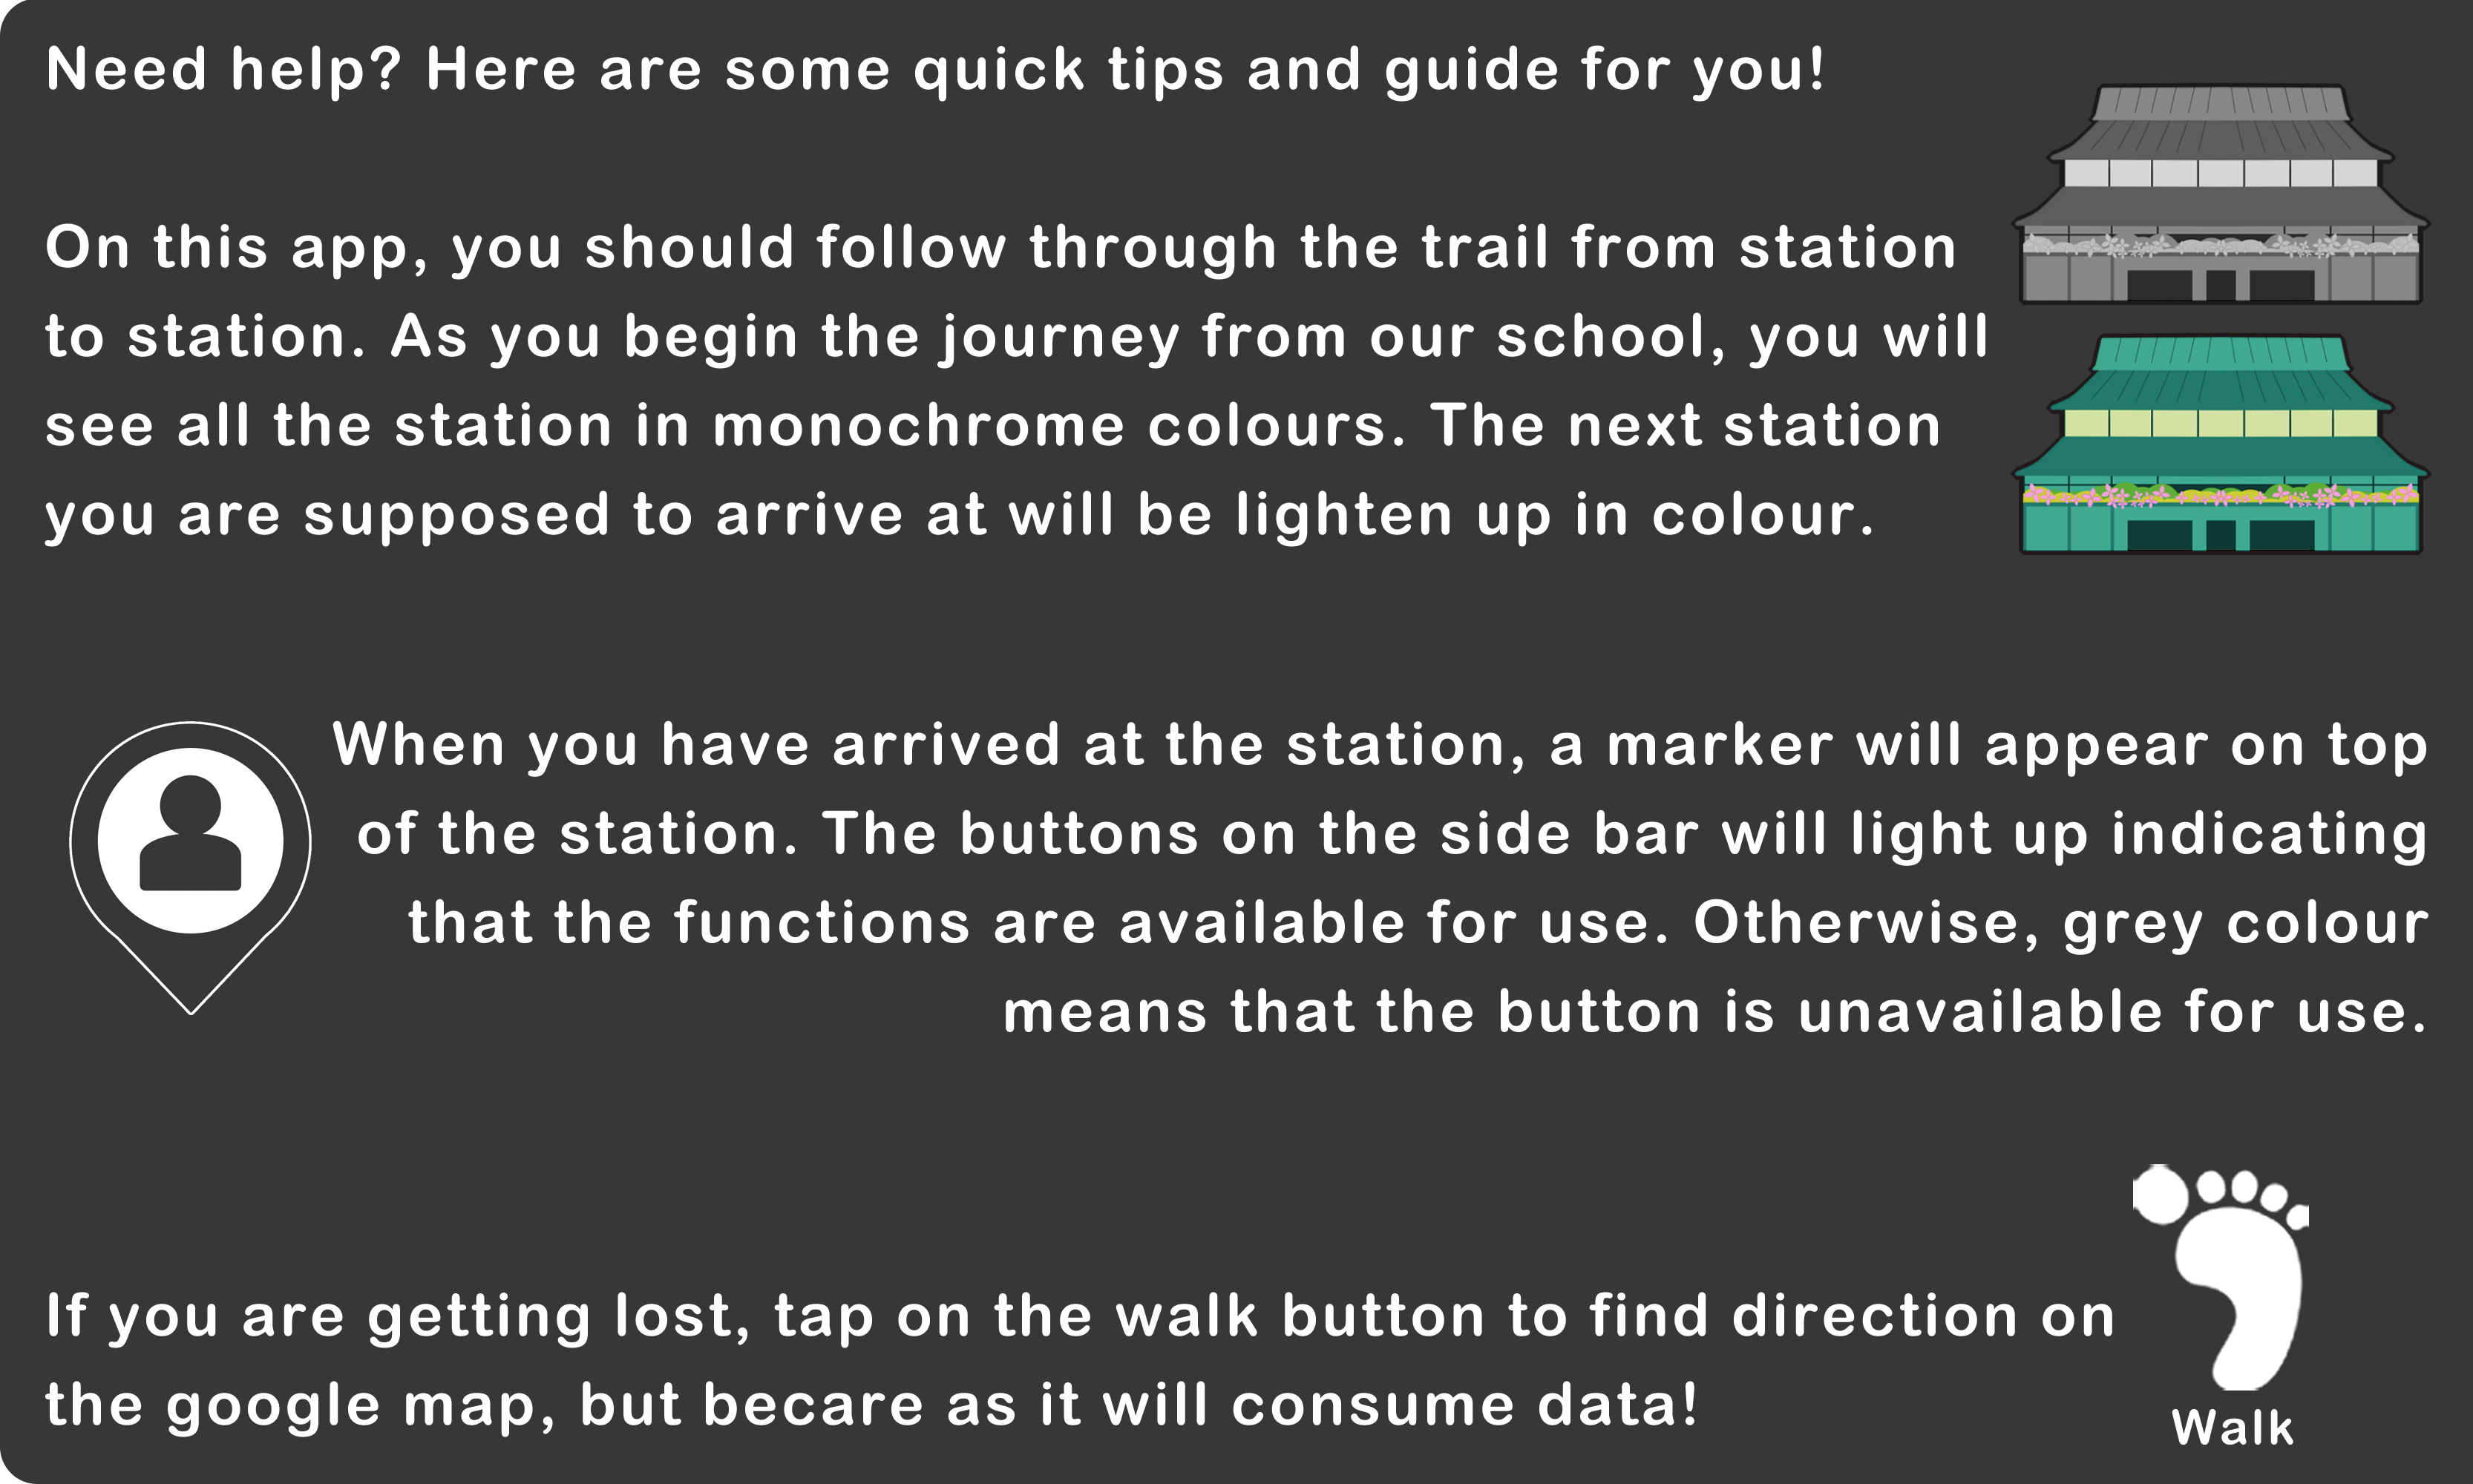 Need help? Here are some quick tips and guide for you!
On this app, you should follow through the trail from station
to station. As you begin the journey from our school, you will
see all the station in monochrome colours. The next station
you are supposed to arrive at will be lighten up in colour.
When you have arrived at the station, a marker will appear on top
of the station. The buttons on the side bar will light up indicating
that the functions are available for use. Otherwise, grey colour
means that the button is unavailable for use.
If you are getting lost, tap on the walk button to find direction on
the google map, but becare as it will consume data!
Walk